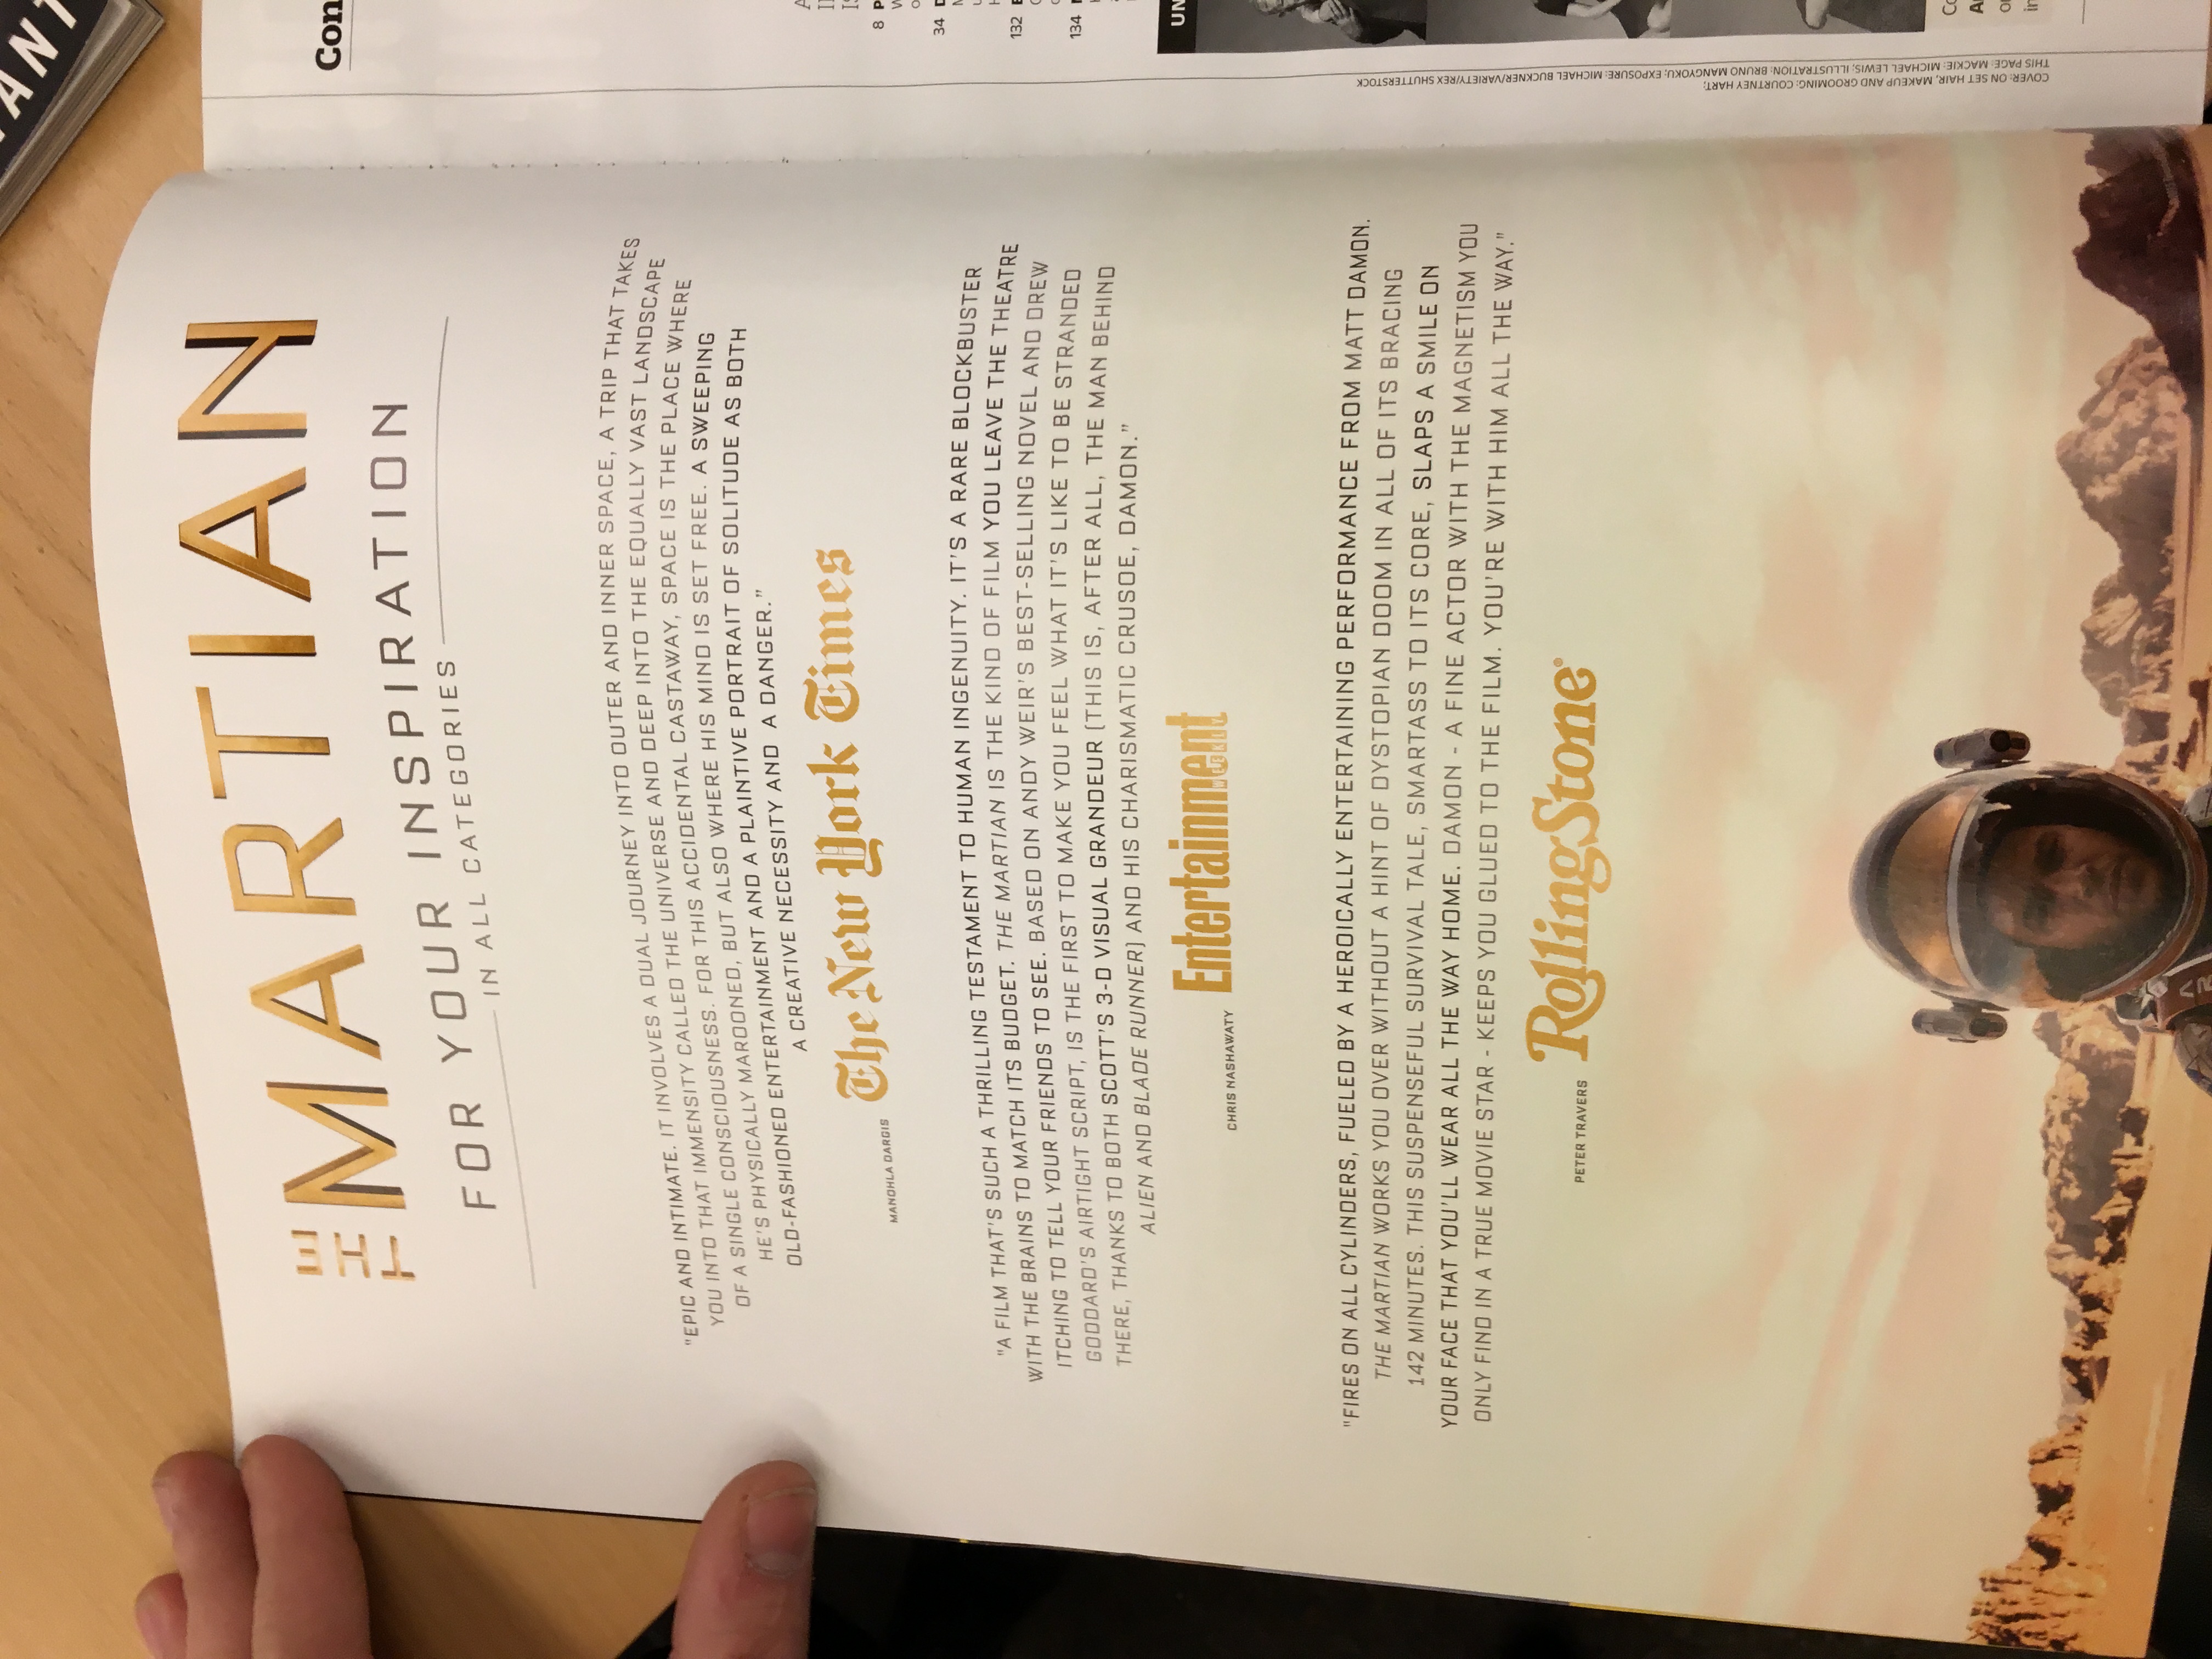 THE MARTIAN
FOR YOUR INSPIRATION
IN ALL CATEGORIES
"EPIC AND INTIMATE. IT INVOLVES A DUAL JOURNEY INTO OUTER AND INNER SPACE, A TRIP THAT TAKES
YOU INTO THAT IMMENSITY CALLED THE UNIVERSE AND DEEP INTO THE EQUALLY VAST LANDSCAPE
OF A SINGLE CONSCIOUSNESS. FOR THIS ACCIDENTAL CASTAWAY, SPACE IS THE PLACE WHERE
HE'S PHYSICALLY MAROONED, BUT ALSO WHERE HIS MIND IS SET FREE. A SWEEPING
OLD-FASHIONED ENTERTAINMENT AND A PLAINTIVE PORTRAIT OF SOLITUDE AS BOTH
A CREATIVE NECESSITY AND A DANGER."
MANOHLA DARGIS The New York Times
"A FILM THAT'S SUCH A THRILLING TESTAMENT TO HUMAN INGENUITY. IT'S A RARE BLOCKBUSTER
WITH THE BRAINS TO MATCH ITS BUDGET. THE MARTIAN IS THE KIND OF FILM YOU LEAVE THE THEATRE
ITCHING TO TELL YOUR FRIENDS TO SEE. BASED ON ANDY WEIR'S BEST-SELLING NOVEL AND DREW
GODDARD'S AIRTIGHT SCRIPT, IS THE FIRST TO MAKE YOU FEEL WHAT IT'S LIKE TO BE STRANDED
THERE, THANKS TO BOTH SCOTT'S 3-D VISUAL GRANDEUR (THIS IS, AFTER ALL, THE MAN BEHIND
ALIEN AND BLADE RUNNER) AND HIS CHARISMATIC CRUSOE, DAMON."
CHRIS NASHAWATY Entertainment WEEKLY
"FIRES ON ALL CYLINDERS, FUELED BY A HEROICALLY ENTERTAINING PERFORMANCE FROM MATT DAMON.
THE MARTIAN WORKS YOU OVER WITHOUT A HINT OF DYSTOPIAN DOOM IN ALL OF ITS BRACING
142 MINUTES. THIS SUSPENSEFUL SURVIVAL TALE, SMARTASS TO ITS CORE, SLAPS A SMILE ON
YOUR FACE THAT YOU'LL WEAR ALL THE WAY HOME. DAMON - A FINE ACTOR WITH THE MAGNETISM YOU
ONLY FIND IN A TRUE MOVIE STAR - KEEPS YOU GLUED TO THE FILM. YOU'RE WITH HIM ALL THE WAY."
PETER TRAVERS RollingStone®
Con
8 P
34
132
134
UN
COVER: ON SET HAIR, MAKEUP AND GROOMING: COURTNEY HART;
THIS PAGE: MACKIE: MICHAEL LEWIS; ILLUSTRATION: BRUNO MANGYOKU; EXPOSURE: MICHAEL BUCKNER/VARIETY/REX SHUTTERSTOCK